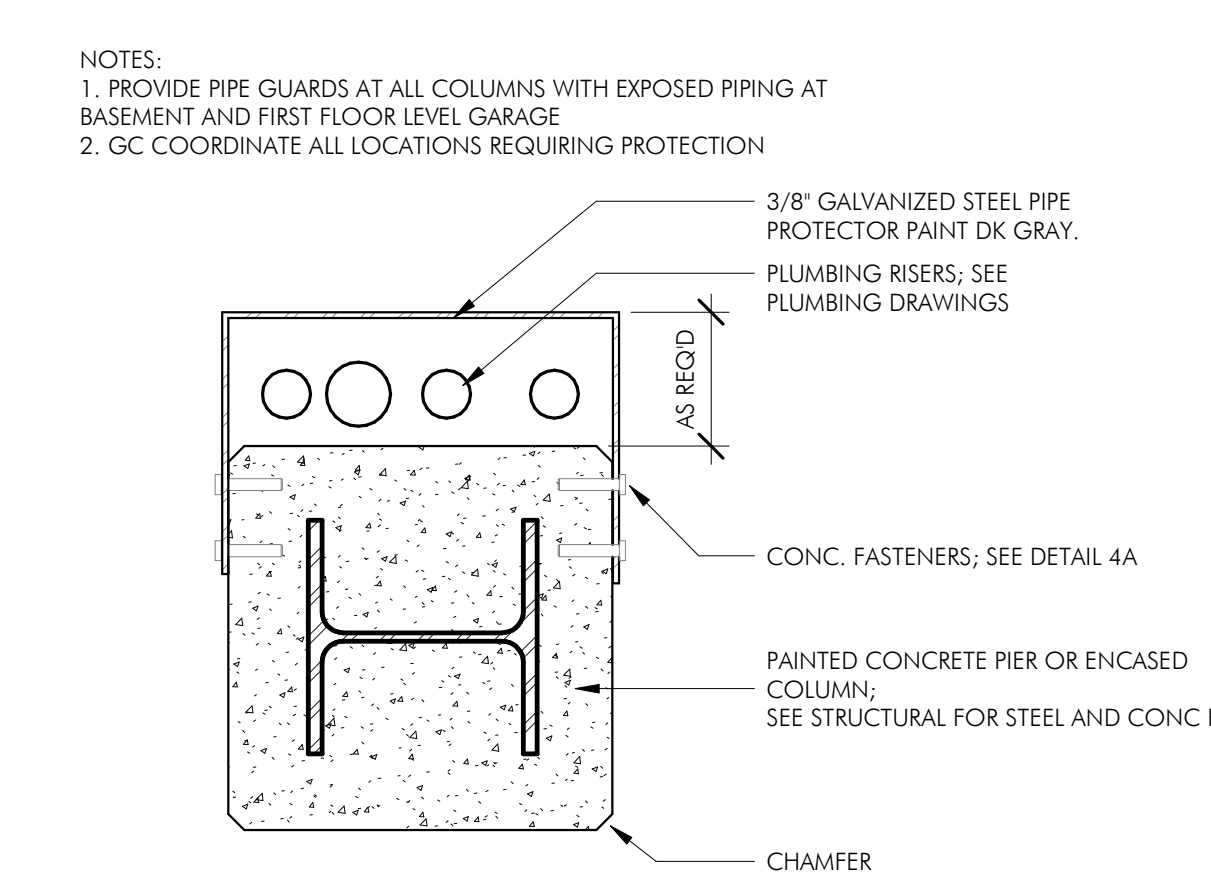 NOTES:
1. PROVIDE PIPE GUARDS AT ALL COLUMNS WITH EXPOSED PIPING AT
BASEMENT AND FIRST FLOOR LEVEL GARAGE
2. GC COORDINATE ALL LOCATIONS REQUIRING PROTECTION
3/8" GALVANIZED STEEL PIPE
PROTECTOR PAINT DK GRAY.
PLUMBING RISERS; SEE
PLUMBING DRAWINGS
AS REQ'D
CONC. FASTENERS; SEE DETAIL 4A
PAINTED CONCRETE PIER OR ENCASED
COLUMN;
SEE STRUCTURAL FOR STEEL AND CONC
CHAMFER